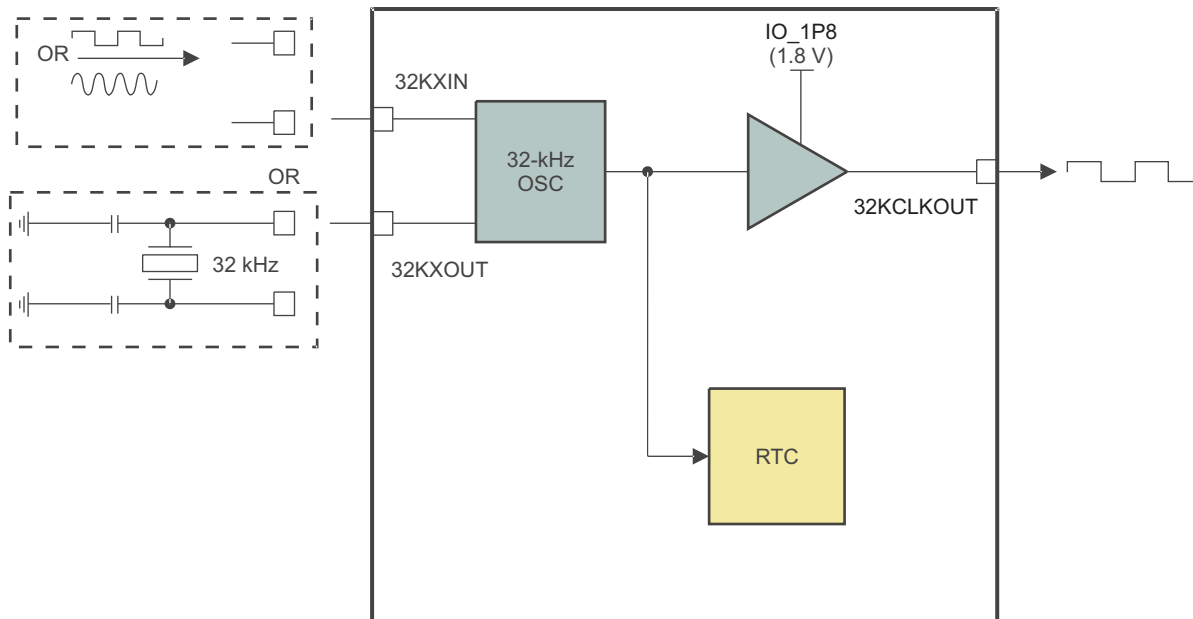 OR
OR
32 kHz
32KXIN
32KXOUT
32-kHz
OSC
IO_1P8
(1.8 V)
32KCLKOUT
RTC